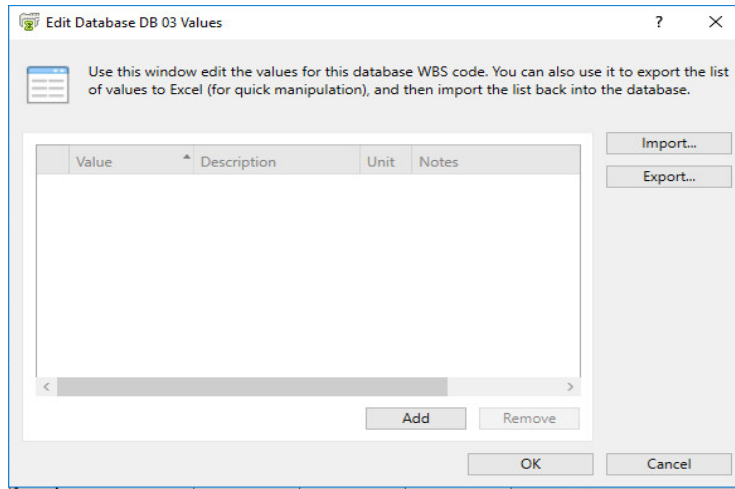 Edit Database DB 03 Values
Use this window edit the values for this database WBS code. You can also use it to export the list
of values to Excel (for quick manipulation), and then import the list back into the database.
Import...
Value Description Unit Notes
Export...
Add Remove
OK Cancel